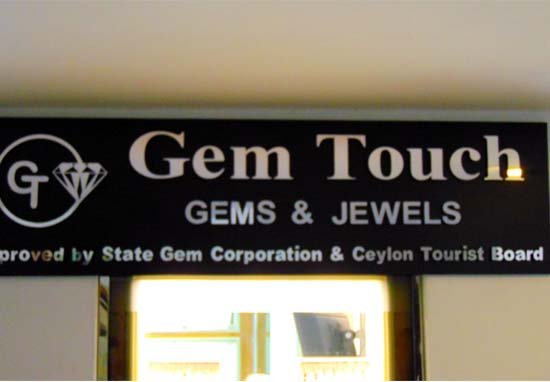 GT Gem Touch
GEMS & JEWELS
proved by State Gem Corporation & Ceylon Tourist Board